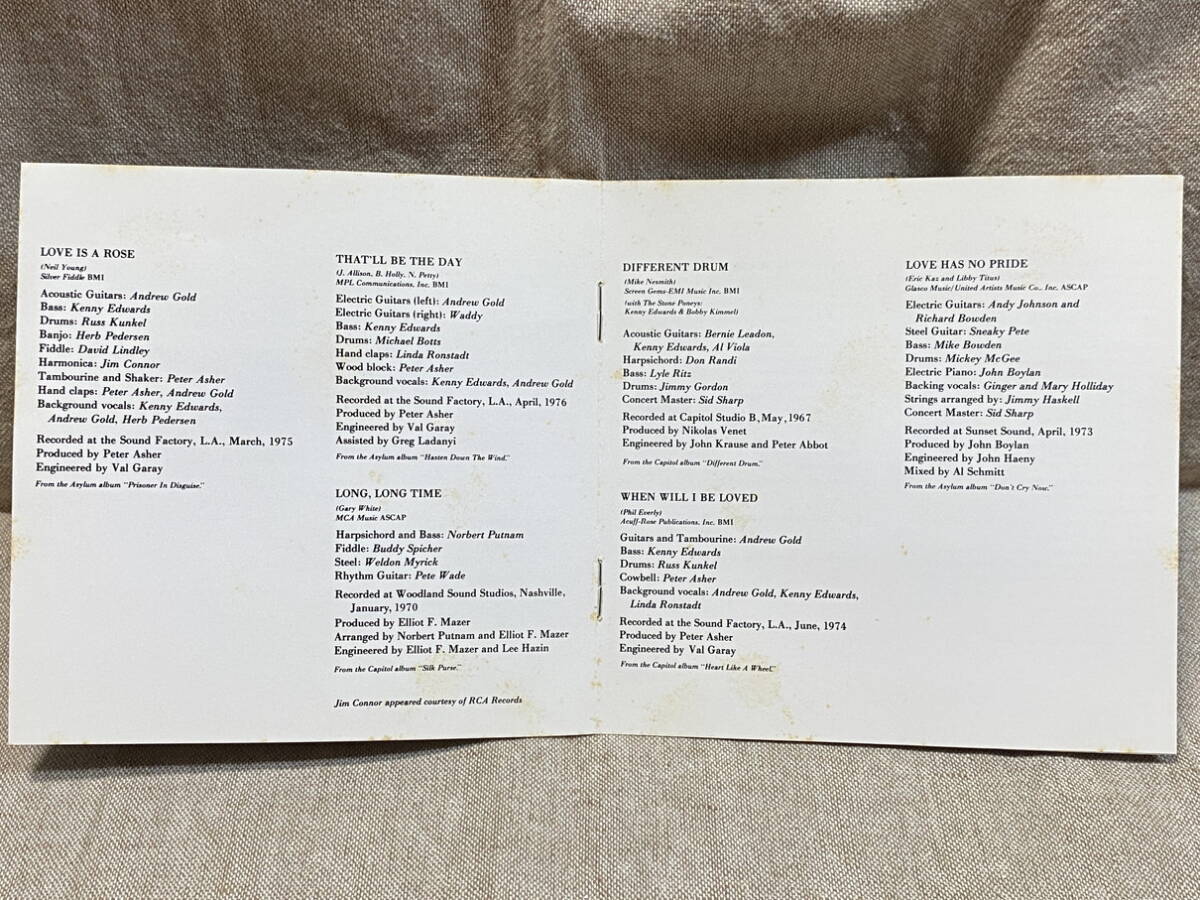 LOVE IS A ROSE
(Neil Young)
Silver Fiddle BMI
Acoustic Guitars: Andrew Gold
Bass: Kenny Edwards
Drums: Russ Kunkel
Banjo: Herb Pedersen
Fiddle: David Lindley
Harmonica: Jim Connor
Tambourine and Shaker: Peter Asher
Hand claps: Peter Asher, Andrew Gold
Background vocals: Kenny Edwards,
Andrew Gold, Herb Pedersen
Recorded at the Sound Factory, L.A., March, 1975
Produced by Peter Asher
Engineered by Val Garay
From the Asylum album "Prisoner In Disguise."
THAT'LL BE THE DAY
(J. Allison, B. Holly, N. Petty)
MPL Communications, Inc. BMI
Electric Guitars (left): Andrew Gold
Electric Guitars (right): Waddy
Bass: Kenny Edwards
Drums: Michael Botts
Hand claps: Linda Ronstadt
Wood block: Peter Asher
Background vocals: Kenny Edwards, Andrew Gold
Recorded at the Sound Factory, L.A., April, 1976
Produced by Peter Asher
Engineered by Val Garay
Assisted by Greg Ladanyi
From the Asylum album "Hasten Down The Wind."
LONG, LONG TIME
(Gary White)
MCA Music ASCAP
Harpsichord and Bass: Norbert Putnam
Fiddle: Buddy Spicher
Steel: Weldon Myrick
Rhythm Guitar: Pete Wade
Recorded at Woodland Sound Studios, Nashville,
January, 1970
Produced by Elliot F. Mazer
Arranged by Norbert Putnam and Elliot F. Mazer
Engineered by Elliot F. Mazer and Lee Hazin
From the Capitol album "Silk Purse."
Jim Connor appeared courtesy of RCA Records
DIFFERENT DRUM
(Mike Nesmith)
Screen Gems-EMI Music Inc. BMI
(with The Stone Poneys:
Kenny Edwards & Bobby Kimmel)
Acoustic Guitars: Bernie Leadon,
Kenny Edwards, Al Viola
Harpsichord: Don Randi
Bass: Lyle Ritz
Drums: Jimmy Gordon
Concert Master: Sid Sharp
Recorded at Capitol Studio B, May, 1967
Produced by Nikolas Venet
Engineered by John Krause and Peter Abbot
From the Capitol album "Different Drum."
WHEN WILL I BE LOVED
(Phil Everly)
Acuff-Rose Publications, Inc. BMI
Guitars and Tambourine: Andrew Gold
Bass: Kenny Edwards
Drums: Russ Kunkel
Cowbell: Peter Asher
Background vocals: Andrew Gold, Kenny Edwards,
Linda Ronstadt
Recorded at the Sound Factory, L.A., June, 1974
Produced by Peter Asher
Engineered by Val Garay
From the Capitol album "Heart Like A Wheel."
LOVE HAS NO PRIDE
(Eric Kaz and Libby Titus)
Glasco Music/United Artists Music Co., Inc. ASCAP
Electric Guitars: Andy Johnson and
Richard Bowden
Steel Guitar: Sneaky Pete
Bass: Mike Bowden
Drums: Mickey McGee
Electric Piano: John Boylan
Backing vocals: Ginger and Mary Holliday
Strings arranged by: Jimmy Haskell
Concert Master: Sid Sharp
Recorded at Sunset Sound, April, 1973
Produced by John Boylan
Engineered by John Haeny
Mixed by Al Schmitt
From the Asylum album "Don't Cry Now."